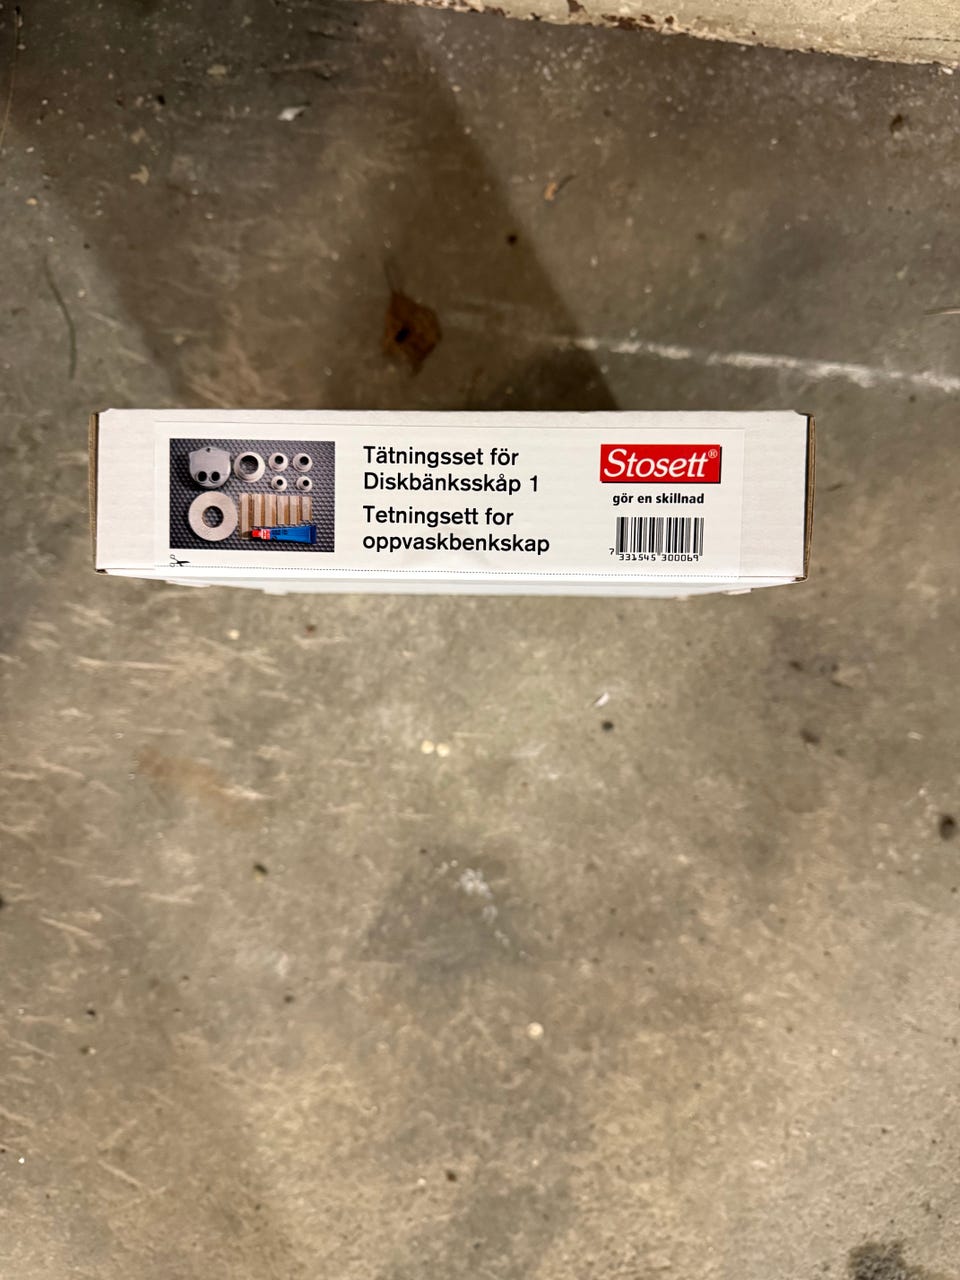 Tätningsset för
Diskbänksskåp 1
Tetningsett for
oppvaskbenkskap
Stosett®
gör en skillnad
7 331545 300069